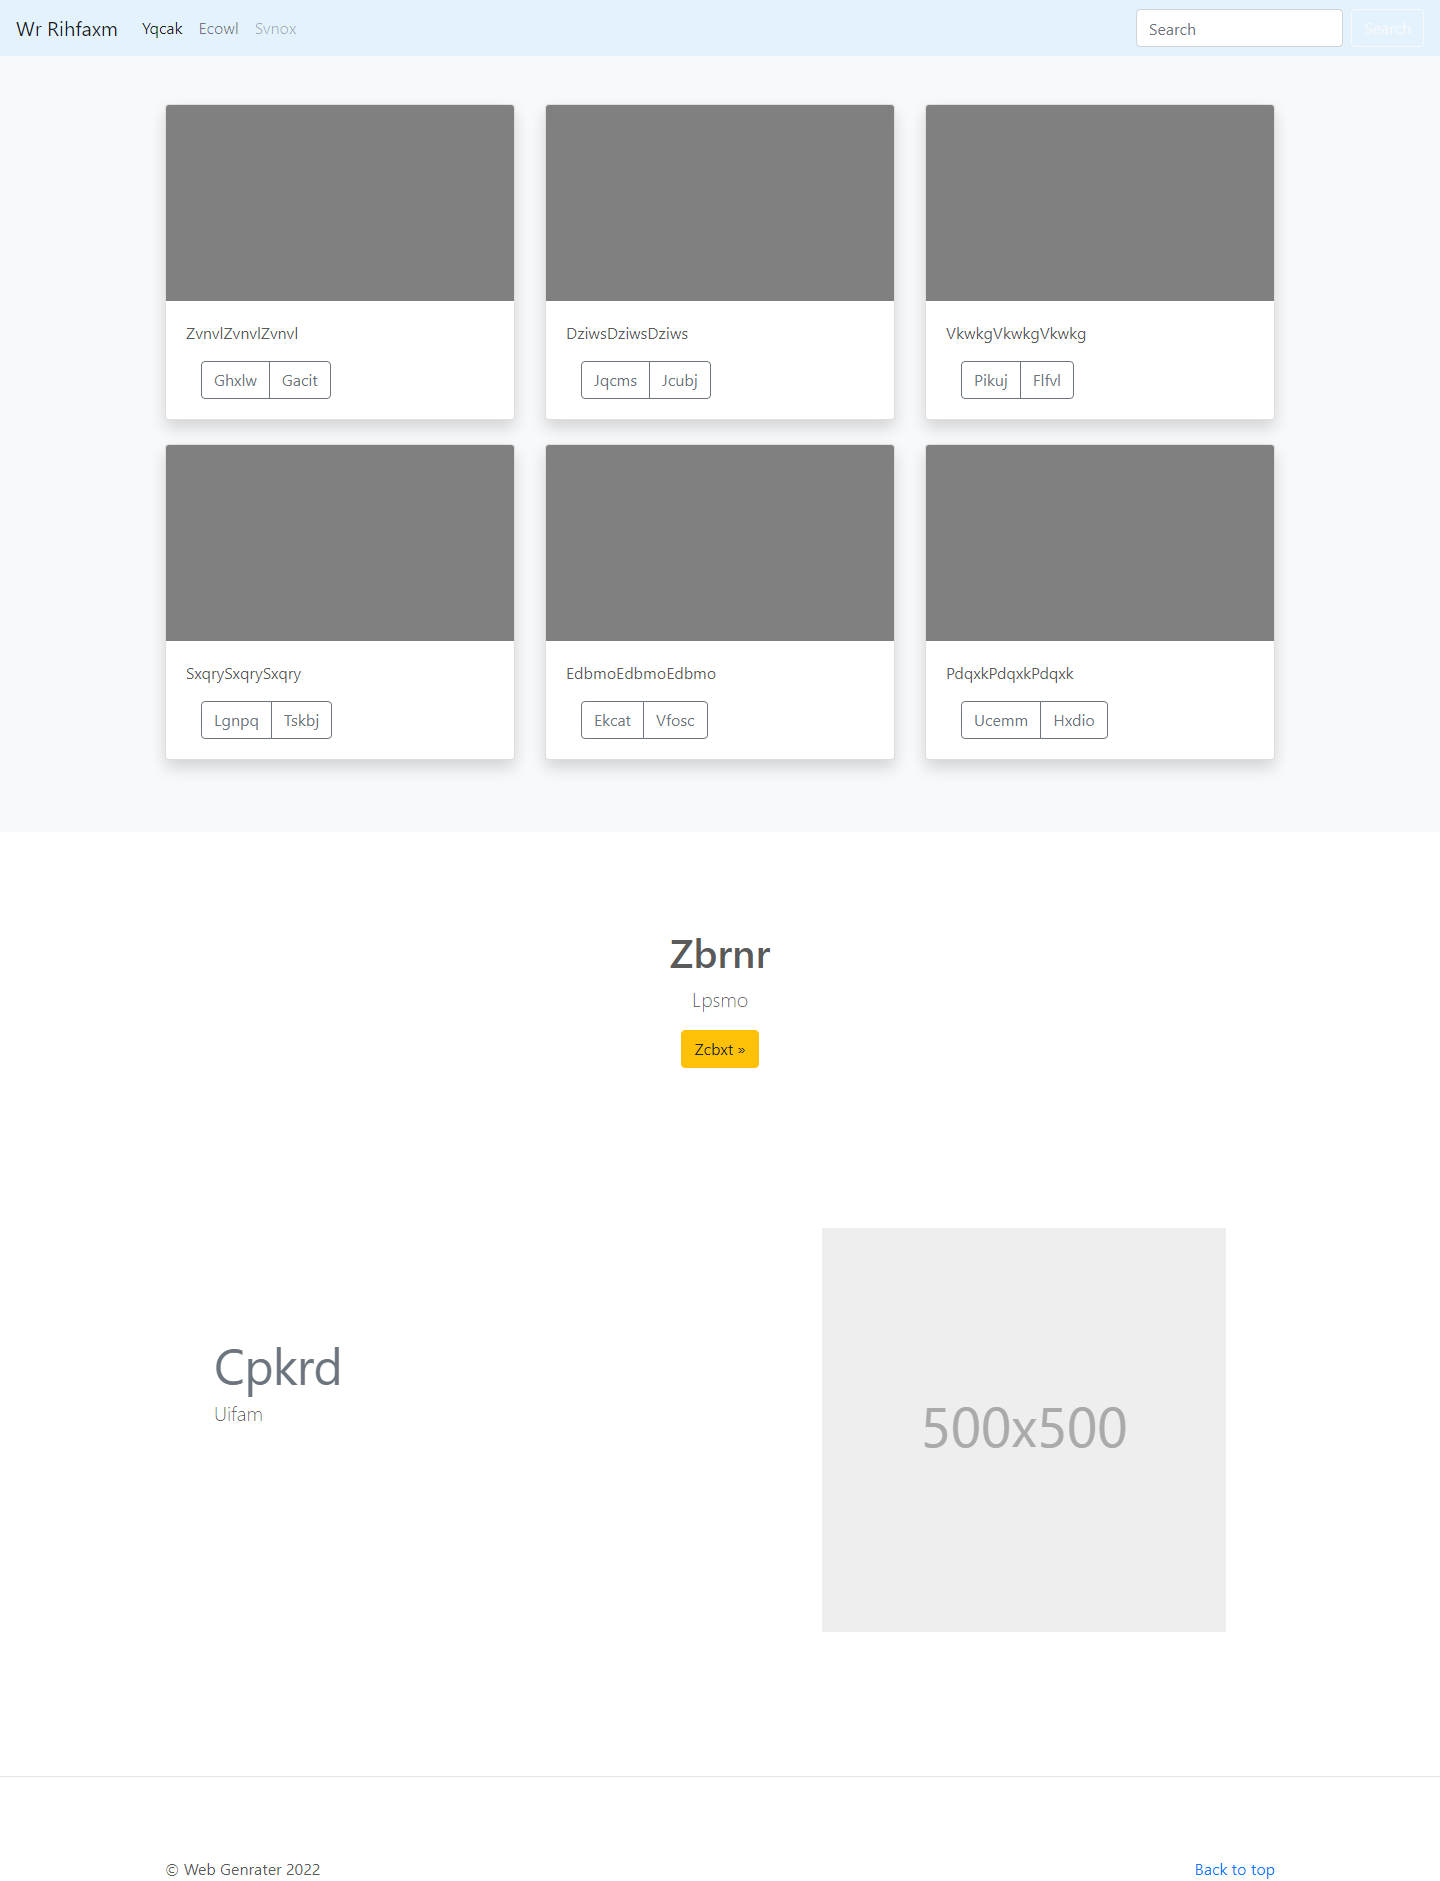 Wr Rihfaxm Yqcak Ecowl Svnox Search Search
ZvnvlZvnvlZvnvl
Ghxlw Gacit
DziwsDziwsDziws
Jqcms Jcubj
VkwkgVkwkgVkwkg
Pikuj Flfvl
SxqrySxqrySxqry
Lgnpq Tskbj
EdbmoEdbmoEdbmo
Ekcat Vfosc
PdqxkPdqxkPdqxk
Ucemm Hxdio
Zbrnr
Lpsmo
Zcbxt »
Cpkrd
Uifam
500x500
© Web Genrater 2022
Back to top